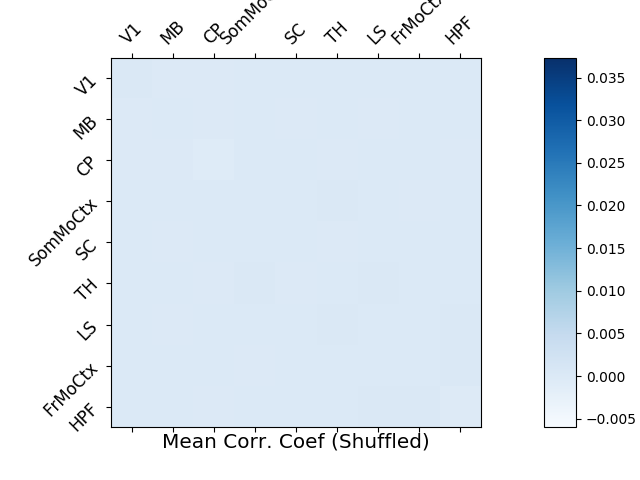 V1 MB CP SomMoCtx SC TH LS FrMoCtx HPF
V1
MB
CP
SomMoCtx
SC
TH
LS
FrMoCtx
HPF
Mean Corr. Coef (Shuffled)
0.035
0.030
0.025
0.020
0.015
0.010
0.005
0.000
−0.005